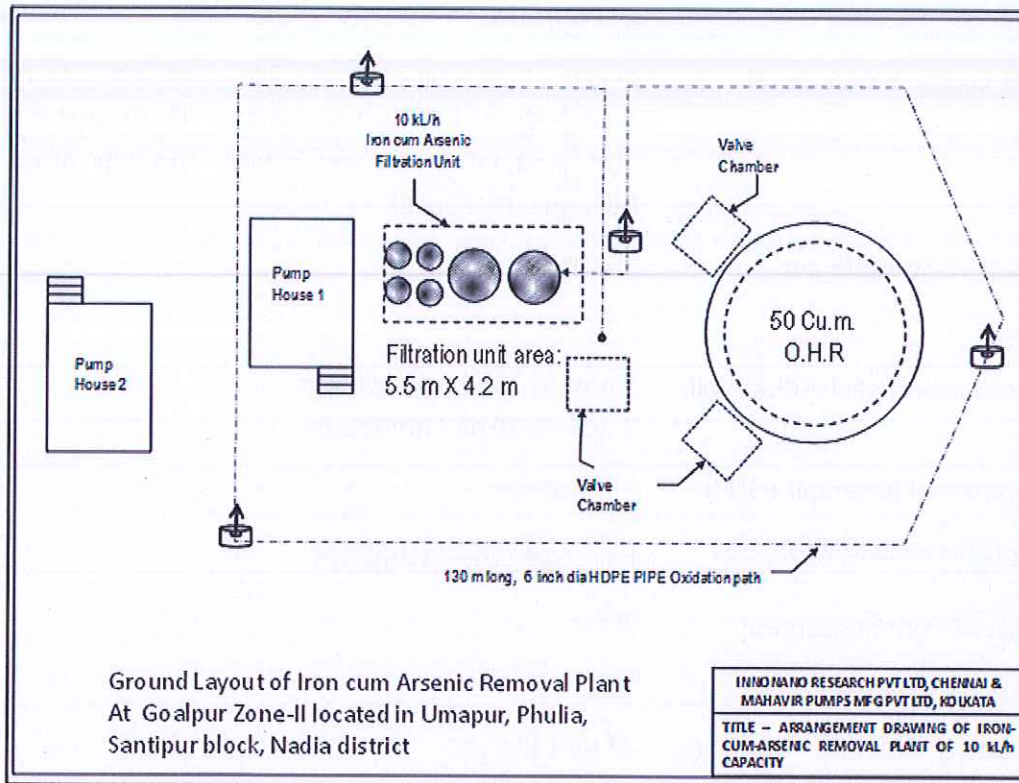 10 kL/h
Iron cum Arsenic
Filtration Unit
Valve
Chamber
Pump
House 1
50 Cu.m.
O.H.R
Pump
House 2
Filtration unit area:
5.5 m X 4.2 m
Valve
Chamber
130 m long, 6 inch dia HDPE PIPE Oxidation path
Ground Layout of Iron cum Arsenic Removal Plant
At Goalpur Zone-II located in Umapur, Phulia,
Santipur block, Nadia district
INNONANO RESEARCH PVT LTD, CHENNAI &
MAHAVIR PUMPS MFG PVT LTD, KOLKATA
TITLE – ARRANGEMENT DRAWING OF IRON-
CUM-ARSENIC REMOVAL PLANT OF 10 kL/h
CAPACITY